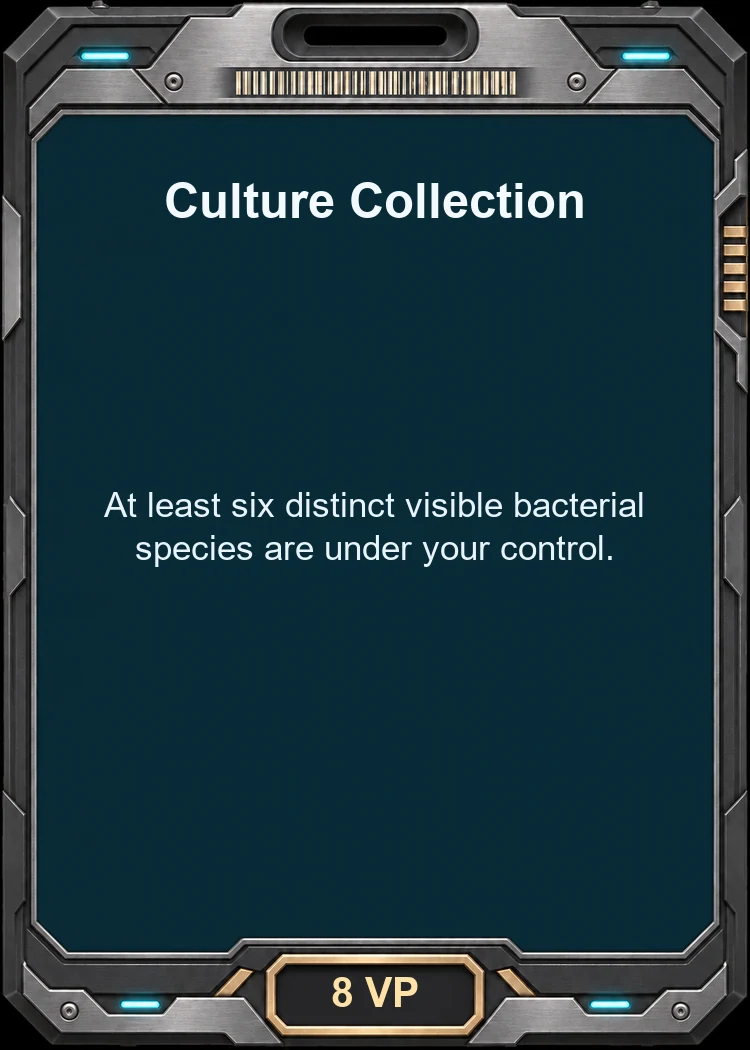 Culture Collection
At least six distinct visible bacterial
species are under your control.
8 VP